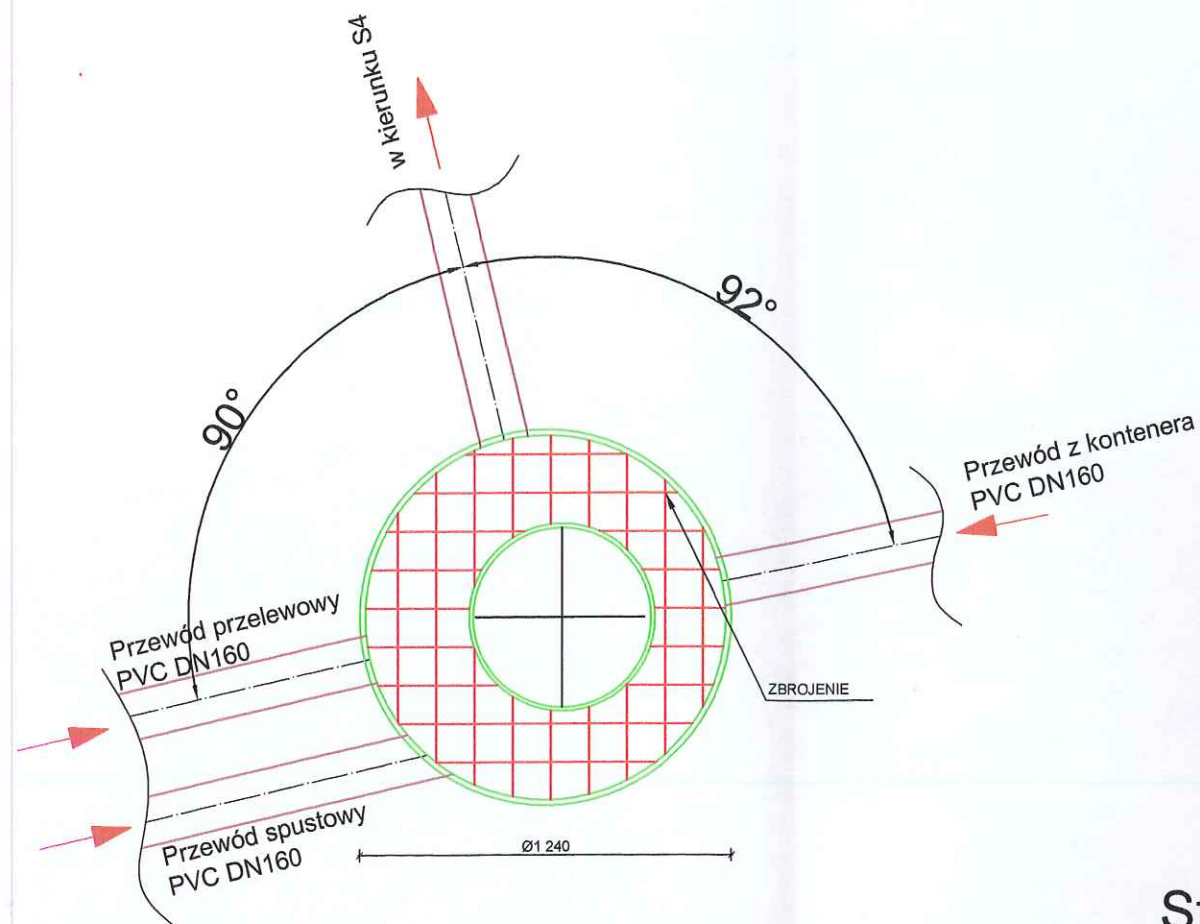 w kierunku S4
92°
90°
Przewód z kontenera
PVC DN160
Przewód przelewowy
PVC DN160
ZBROJENIE
Przewód spustowy
PVC DN160
Ø1 240